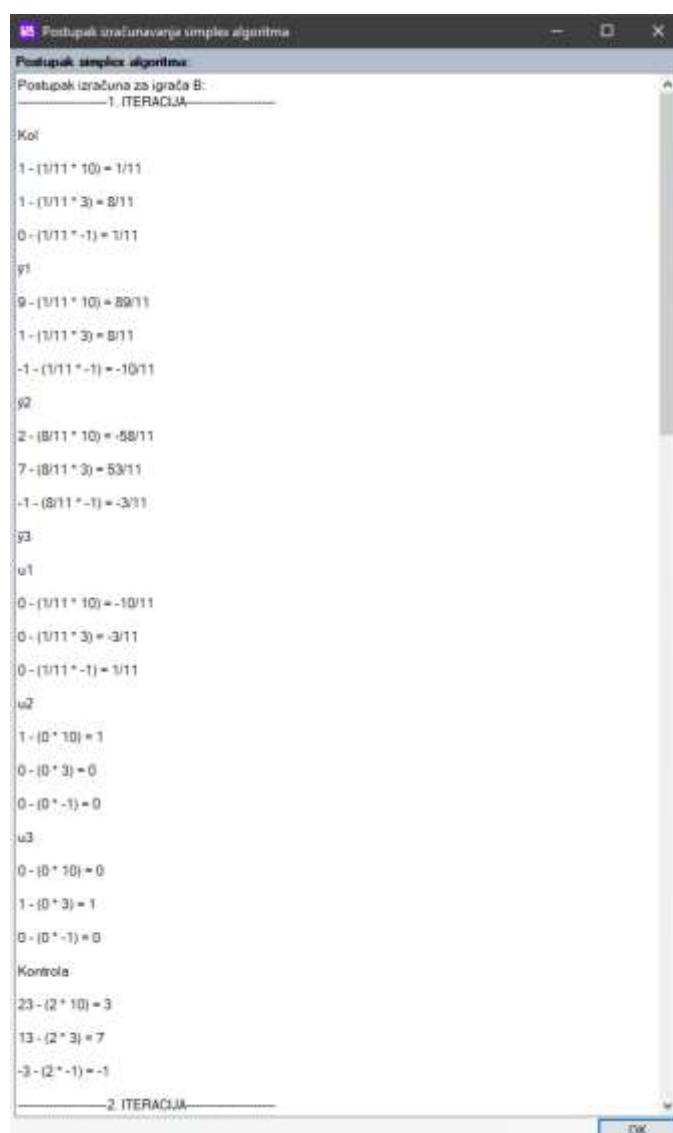 Postupak izračunavanja simplex algoritma
Postupak simplex algoritma:
Postupak izračuna za igrača B:
-----------------------1. ITERACIJA-----------------------
Kol
1 - (1/11 * 10) = 1/11
1 - (1/11 * 3) = 8/11
0 - (1/11 * -1) = 1/11
ȳ1
9 - (1/11 * 10) = 89/11
1 - (1/11 * 3) = 8/11
-1 - (1/11 * -1) = -10/11
ȳ2
2 - (8/11 * 10) = -58/11
7 - (8/11 * 3) = 53/11
-1 - (8/11 * -1) = -3/11
ȳ3
u1
0 - (1/11 * 10) = -10/11
0 - (1/11 * 3) = -3/11
0 - (1/11 * -1) = 1/11
u2
1 - (0 * 10) = 1
0 - (0 * 3) = 0
0 - (0 * -1) = 0
u3
0 - (0 * 10) = 0
1 - (0 * 3) = 1
0 - (0 * -1) = 0
Kontrola
23 - (2 * 10) = 3
13 - (2 * 3) = 7
-3 - (2 * -1) = -1
-----------------------2. ITERACIJA-----------------------
OK